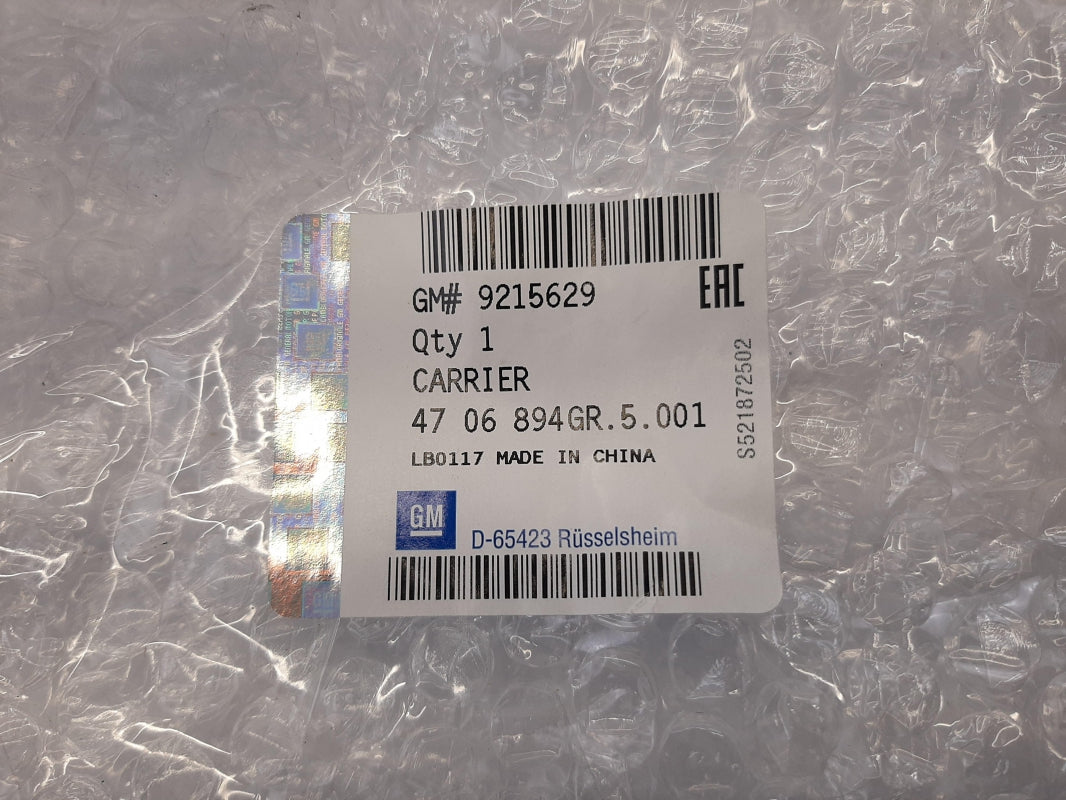 GM# 9215629
EAC
Qty 1
CARRIER
47 06 894GR.5.001
LB0117 MADE IN CHINA
S521872502
GM
D-65423 Rüsselsheim